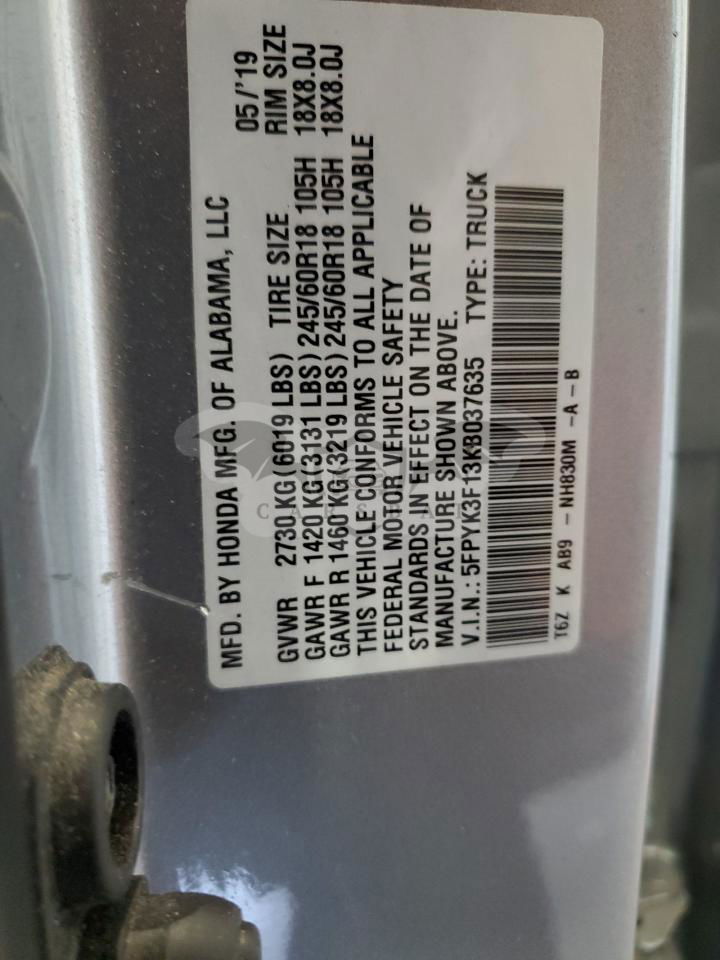 MFD. BY HONDA MFG. OF ALABAMA, LLC 05/'19
GVWR 2730 KG (6019 LBS) TIRE SIZE RIM SIZE
GAWR F 1420 KG (3131 LBS) 245/60R18 105H 18X8.0J
GAWR R 1460 KG (3219 LBS) 245/60R18 105H 18X8.0J
THIS VEHICLE CONFORMS TO ALL APPLICABLE
FEDERAL MOTOR VEHICLE SAFETY
STANDARDS IN EFFECT ON THE DATE OF
MANUFACTURE SHOWN ABOVE.
V.I.N.: 5FPYK3F13KB037635 TYPE: TRUCK
T6Z K AB9 - NH830M - A - B